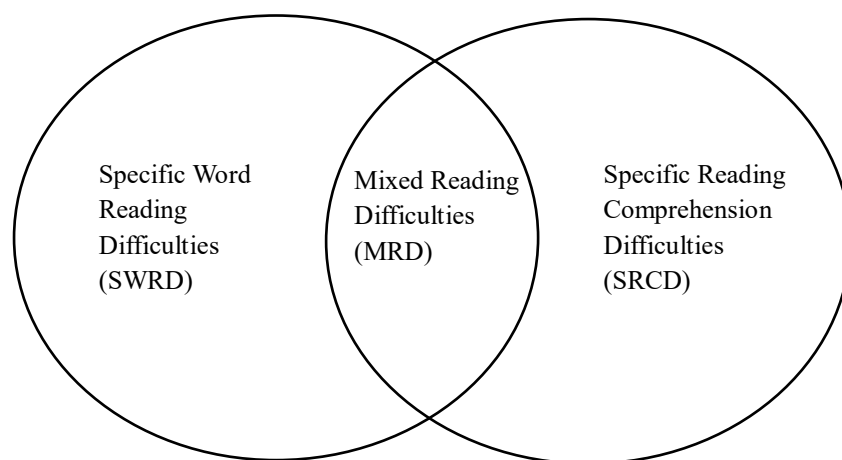 Specific Word
Reading
Difficulties
(SWRD)
Mixed Reading
Difficulties
(MRD)
Specific Reading
Comprehension
Difficulties
(SRCD)